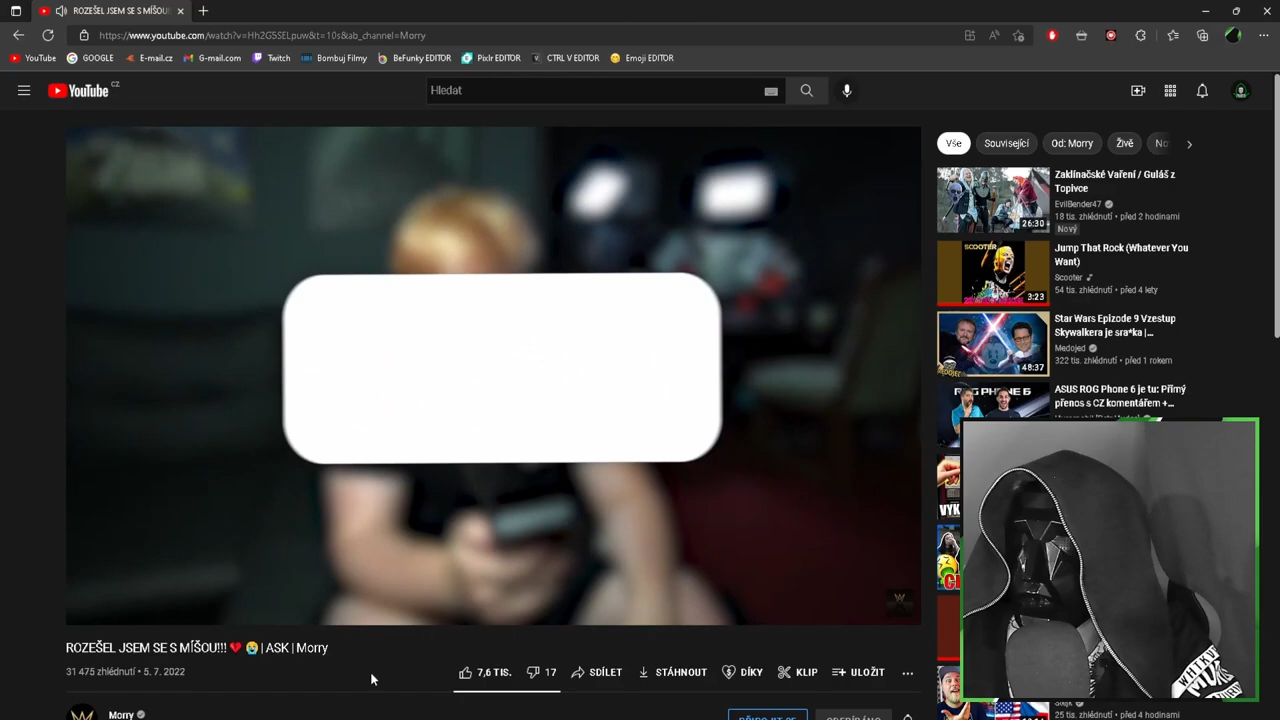 ROZEŠEL JSEM SE S MÍŠOU
https://www.youtube.com/watch?v=Hh2G5SELpuw&t=10s&ab_channel=Morry
YouTube GOOGLE E-mail.cz G-mail.com Twitch Bombuj Filmy BeFunky EDITOR Pixlr EDITOR CTRL V EDITOR Emoji EDITOR
YouTube CZ
Hledat
Vše Související Od: Morry Živě No
Zaklínačské Vaření / Guláš z
Topivce
EvilBender47
18 tis. zhlédnutí • před 2 hodinami
Nový
26:30
SCOOTER
Jump That Rock (Whatever You
Want)
Scooter
54 tis. zhlédnutí • před 4 lety
3:23
Star Wars Epizode 9 Vzestup
Skywalkera je sra*ka |...
Medojed
322 tis. zhlédnutí • před 1 rokem
48:37
ASUS ROG Phone 6 je tu: Přímý
přenos s CZ komentářem +...
VYK
ROZEŠEL JSEM SE S MÍŠOU!!! 💔 😭 | ASK | Morry
31 475 zhlédnutí • 5. 7. 2022
7,6 TIS. 17 SDÍLET STÁHNOUT DÍKY KLIP ULOŽIT
Morry
25 tis. zhlédnutí • před 4